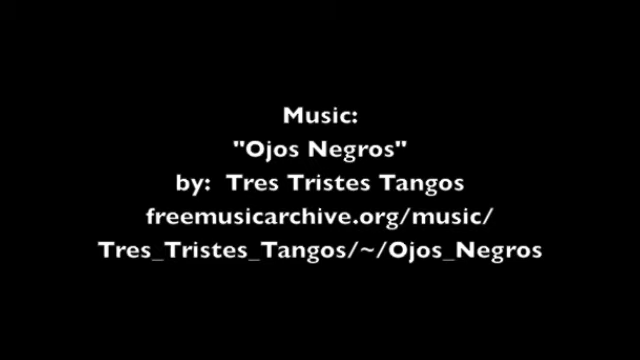 Music:
"Ojos Negros"
by:  Tres Tristes Tangos
freemusicarchive.org/music/
Tres_Tristes_Tangos/~/Ojos_Negros